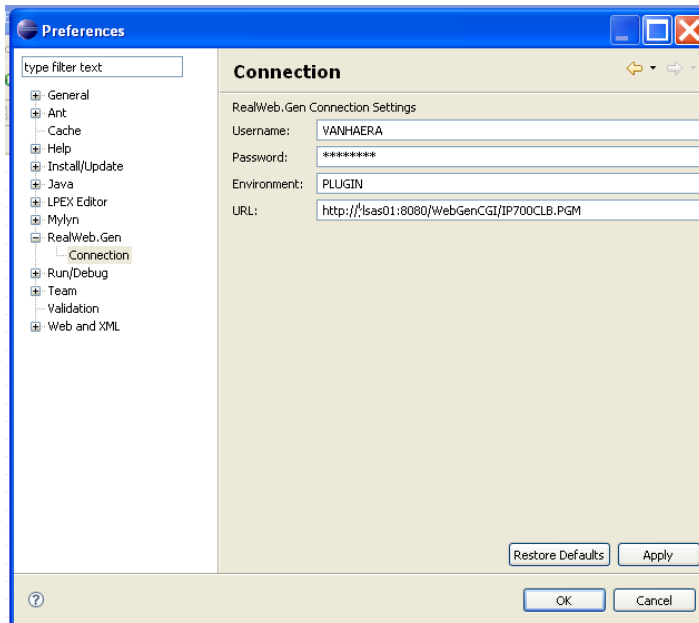 Preferences
type filter text
General
Ant
Cache
Help
Install/Update
Java
LPEX Editor
Mylyn
RealWeb.Gen
Connection
Run/Debug
Team
Validation
Web and XML
Connection
RealWeb.Gen Connection Settings
Username: VANHAERA
Password: ********
Environment: PLUGIN
URL: http://lsas01:8080/WebGenCGI/IP700CLB.PGM
Restore Defaults
Apply
OK
Cancel